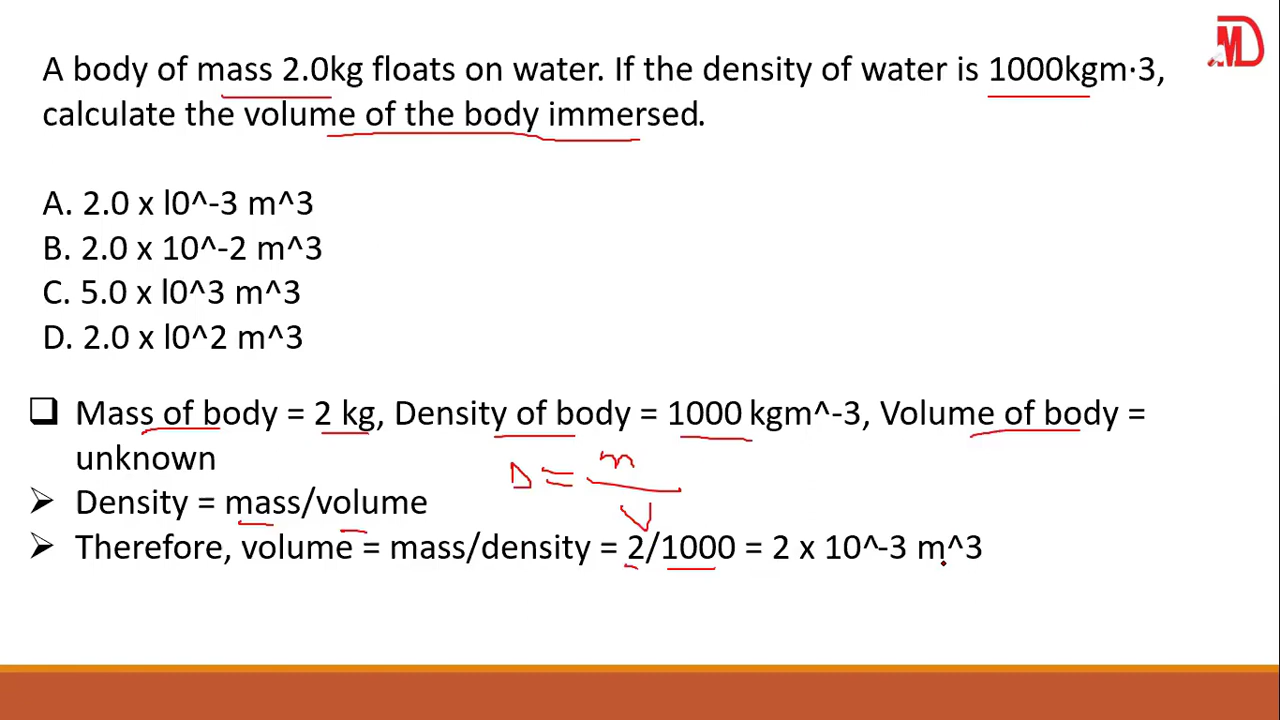 MD
A body of mass 2.0kg floats on water. If the density of water is 1000kgm·3,
calculate the volume of the body immersed.
A. 2.0 x l0^-3 m^3
B. 2.0 x 10^-2 m^3
C. 5.0 x l0^3 m^3
D. 2.0 x l0^2 m^3
❑ Mass of body = 2 kg, Density of body = 1000 kgm^-3, Volume of body =
unknown
D = m/V
➢ Density = mass/volume
➢ Therefore, volume = mass/density = 2/1000 = 2 x 10^-3 m^3